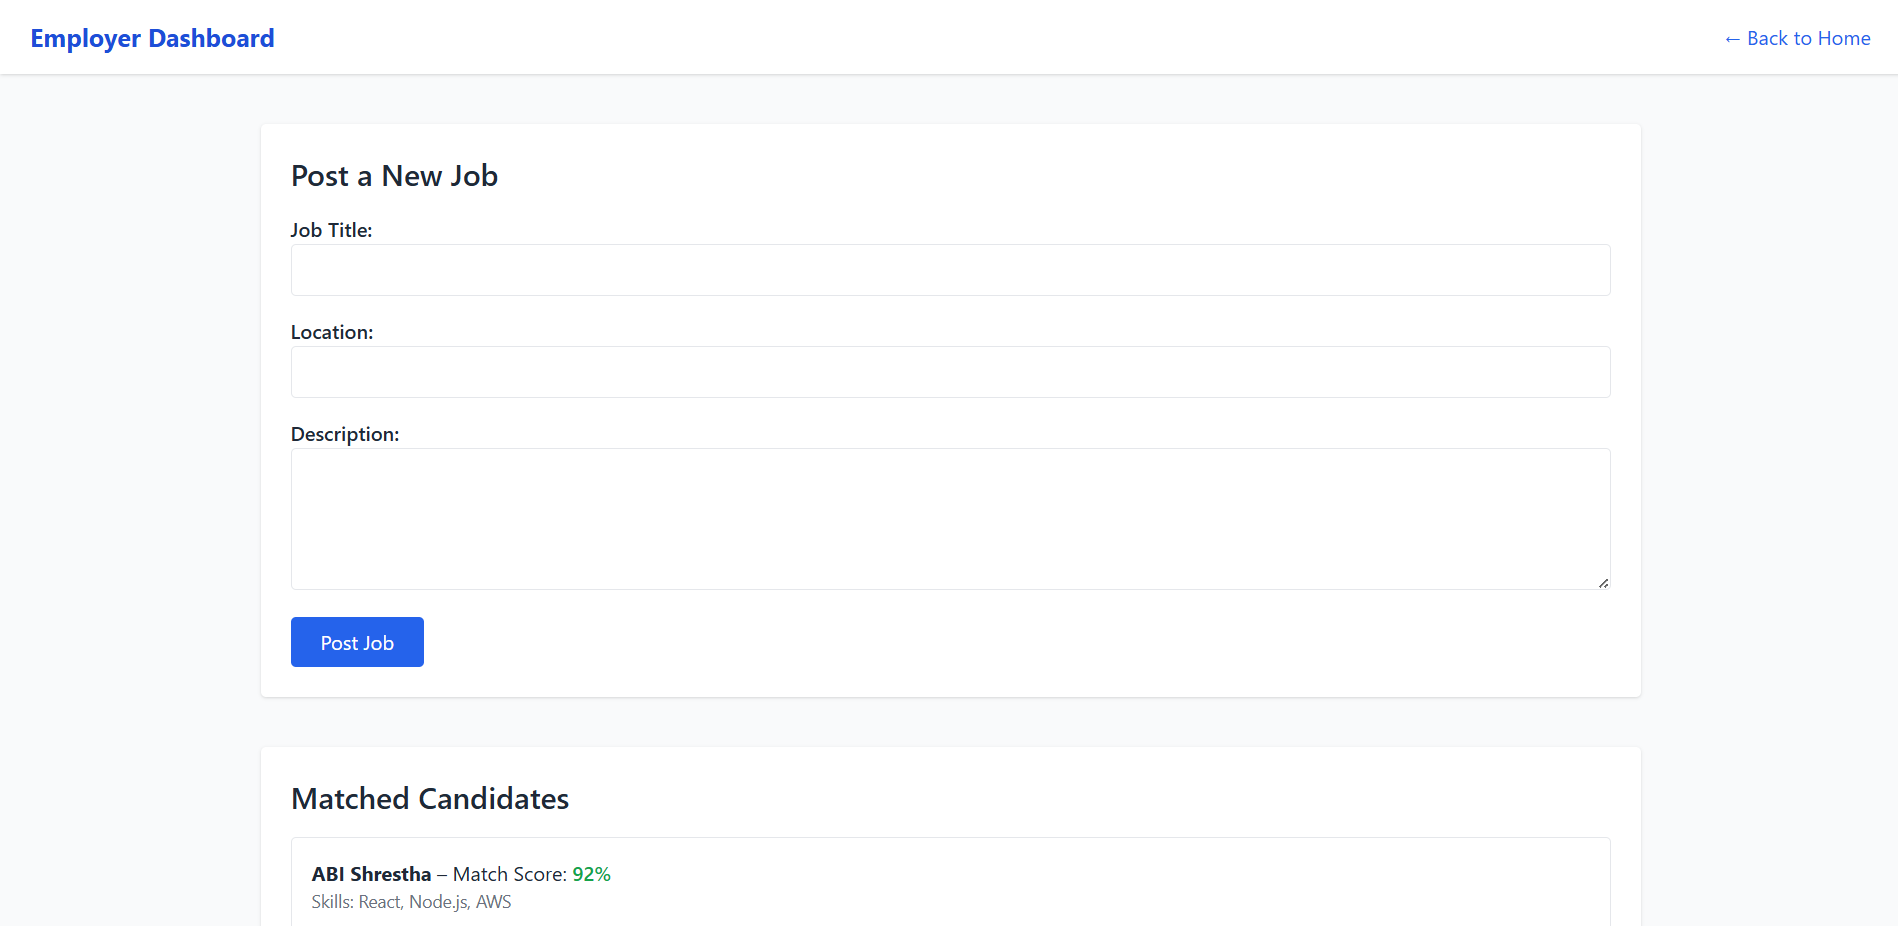 Employer Dashboard
← Back to Home
Post a New Job
Job Title:
Location:
Description:
Post Job
Matched Candidates
ABI Shrestha – Match Score: 92%
Skills: React, Node.js, AWS